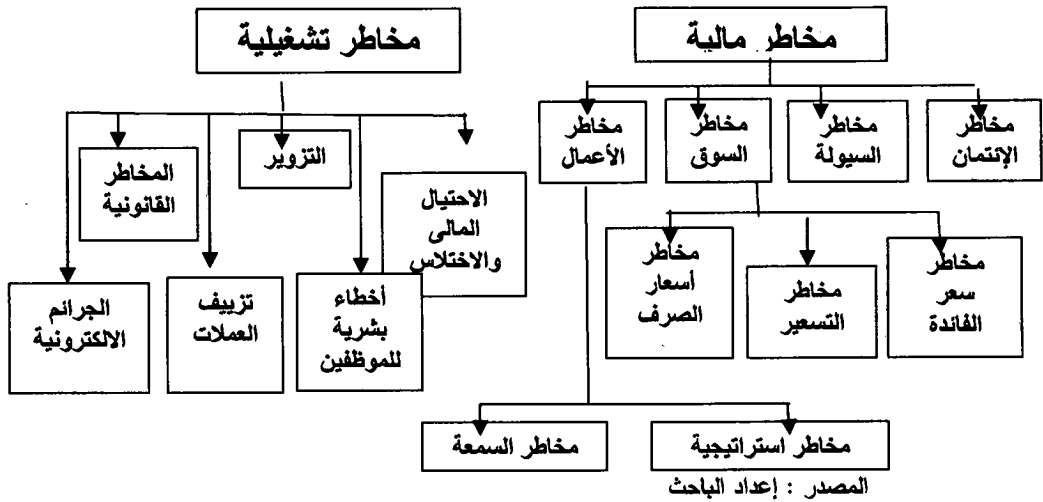 مخاطر مالية
مخاطر تشغيلية
مخاطر
الإئتمان
مخاطر
السيولة
مخاطر
السوق
مخاطر
الأعمال
الاحتيال
المالى
والاختلاس
التزوير
المخاطر
القانونية
مخاطر
سعر
الفائدة
مخاطر
التسعير
مخاطر
أسعار
الصرف
أخطاء
بشرية
للموظفين
تزييف
العملات
الجرائم
الالكترونية
مخاطر استراتيجية
مخاطر السمعة
المصدر : إعداد الباحث